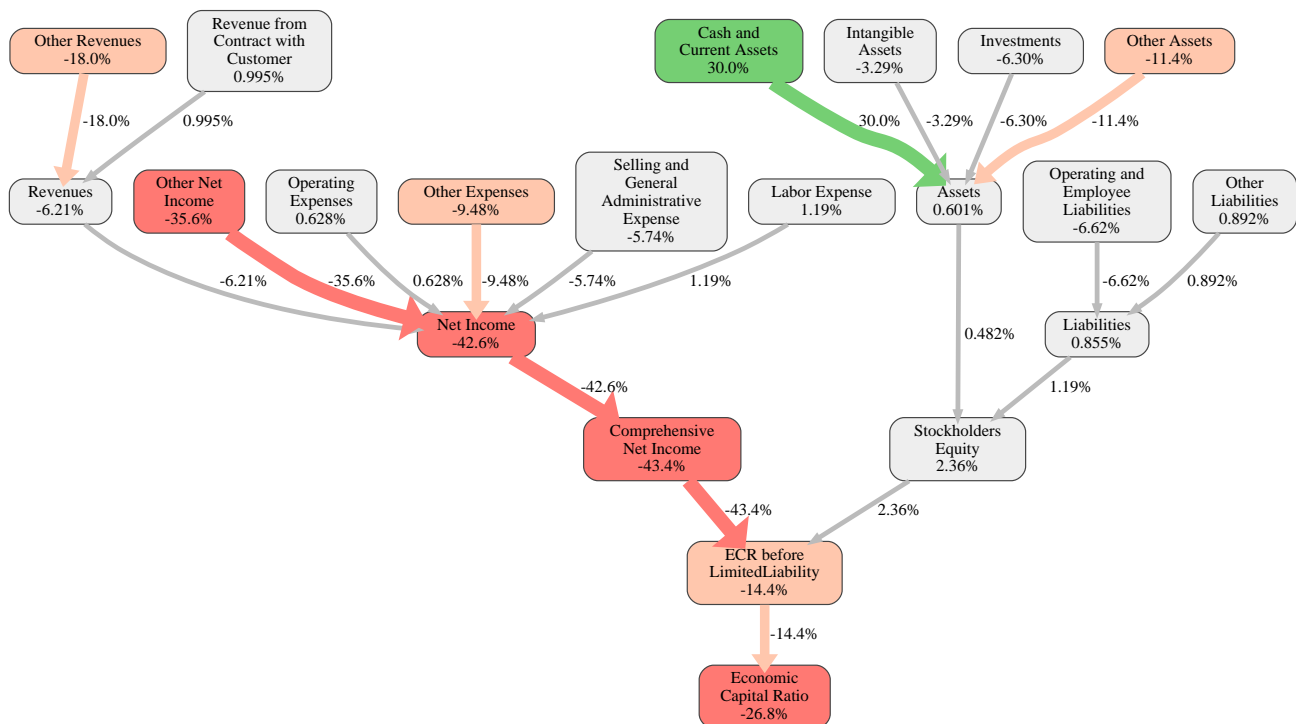 Other Revenues
-18.0%
Revenue from
Contract with
Customer
0.995%
Cash and
Current Assets
30.0%
Intangible
Assets
-3.29%
Investments
-6.30%
Other Assets
-11.4%
-18.0%
0.995%
30.0%
-3.29%
-6.30%
-11.4%
Revenues
-6.21%
Other Net
Income
-35.6%
Operating
Expenses
0.628%
Other Expenses
-9.48%
Selling and
General
Administrative
Expense
-5.74%
Labor Expense
1.19%
Assets
0.601%
Operating and
Employee
Liabilities
-6.62%
Other
Liabilities
0.892%
-6.21%
-35.6%
0.628%
-9.48%
-5.74%
1.19%
-6.62%
0.892%
Net Income
-42.6%
0.482%
Liabilities
0.855%
-42.6%
1.19%
Comprehensive
Net Income
-43.4%
Stockholders
Equity
2.36%
-43.4%
2.36%
ECR before
LimitedLiability
-14.4%
-14.4%
Economic
Capital Ratio
-26.8%